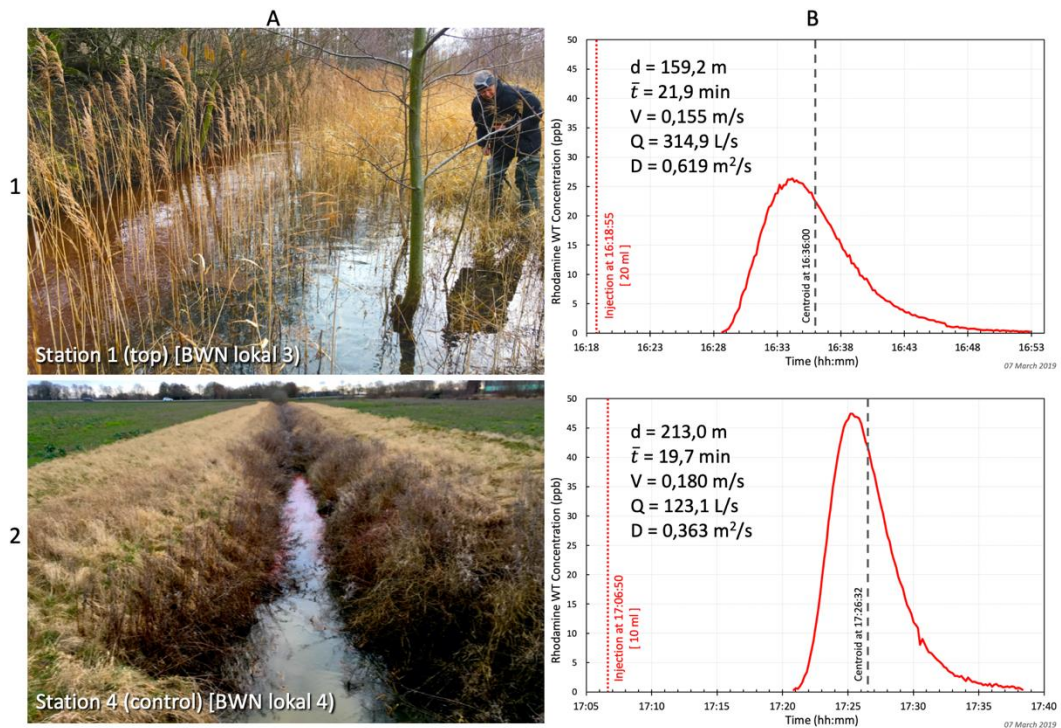 A
B
1
Station 1 (top) [BWN lokal 3)
50
45
40
35
30
25
20
15
10
5
0
Rhodamine WT Concentration (ppb)
Injection at 16:18:55
[ 20 ml ]
d = 159,2 m
t̄ = 21,9 min
V = 0,155 m/s
Q = 314,9 L/s
D = 0,619 m²/s
Centroid at 16:36:00
16:18 16:23 16:28 16:33 16:38 16:43 16:48 16:53
Time (hh:mm)
07 March 2019
2
Station 4 (control) [BWN lokal 4)
50
45
40
35
30
25
20
15
10
5
0
Rhodamine WT Concentration (ppb)
Injection at 17:06:50
[ 10 ml ]
d = 213,0 m
t̄ = 19,7 min
V = 0,180 m/s
Q = 123,1 L/s
D = 0,363 m²/s
Centroid at 17:26:32
17:05 17:10 17:15 17:20 17:25 17:30 17:35 17:40
Time (hh:mm)
07 March 2019